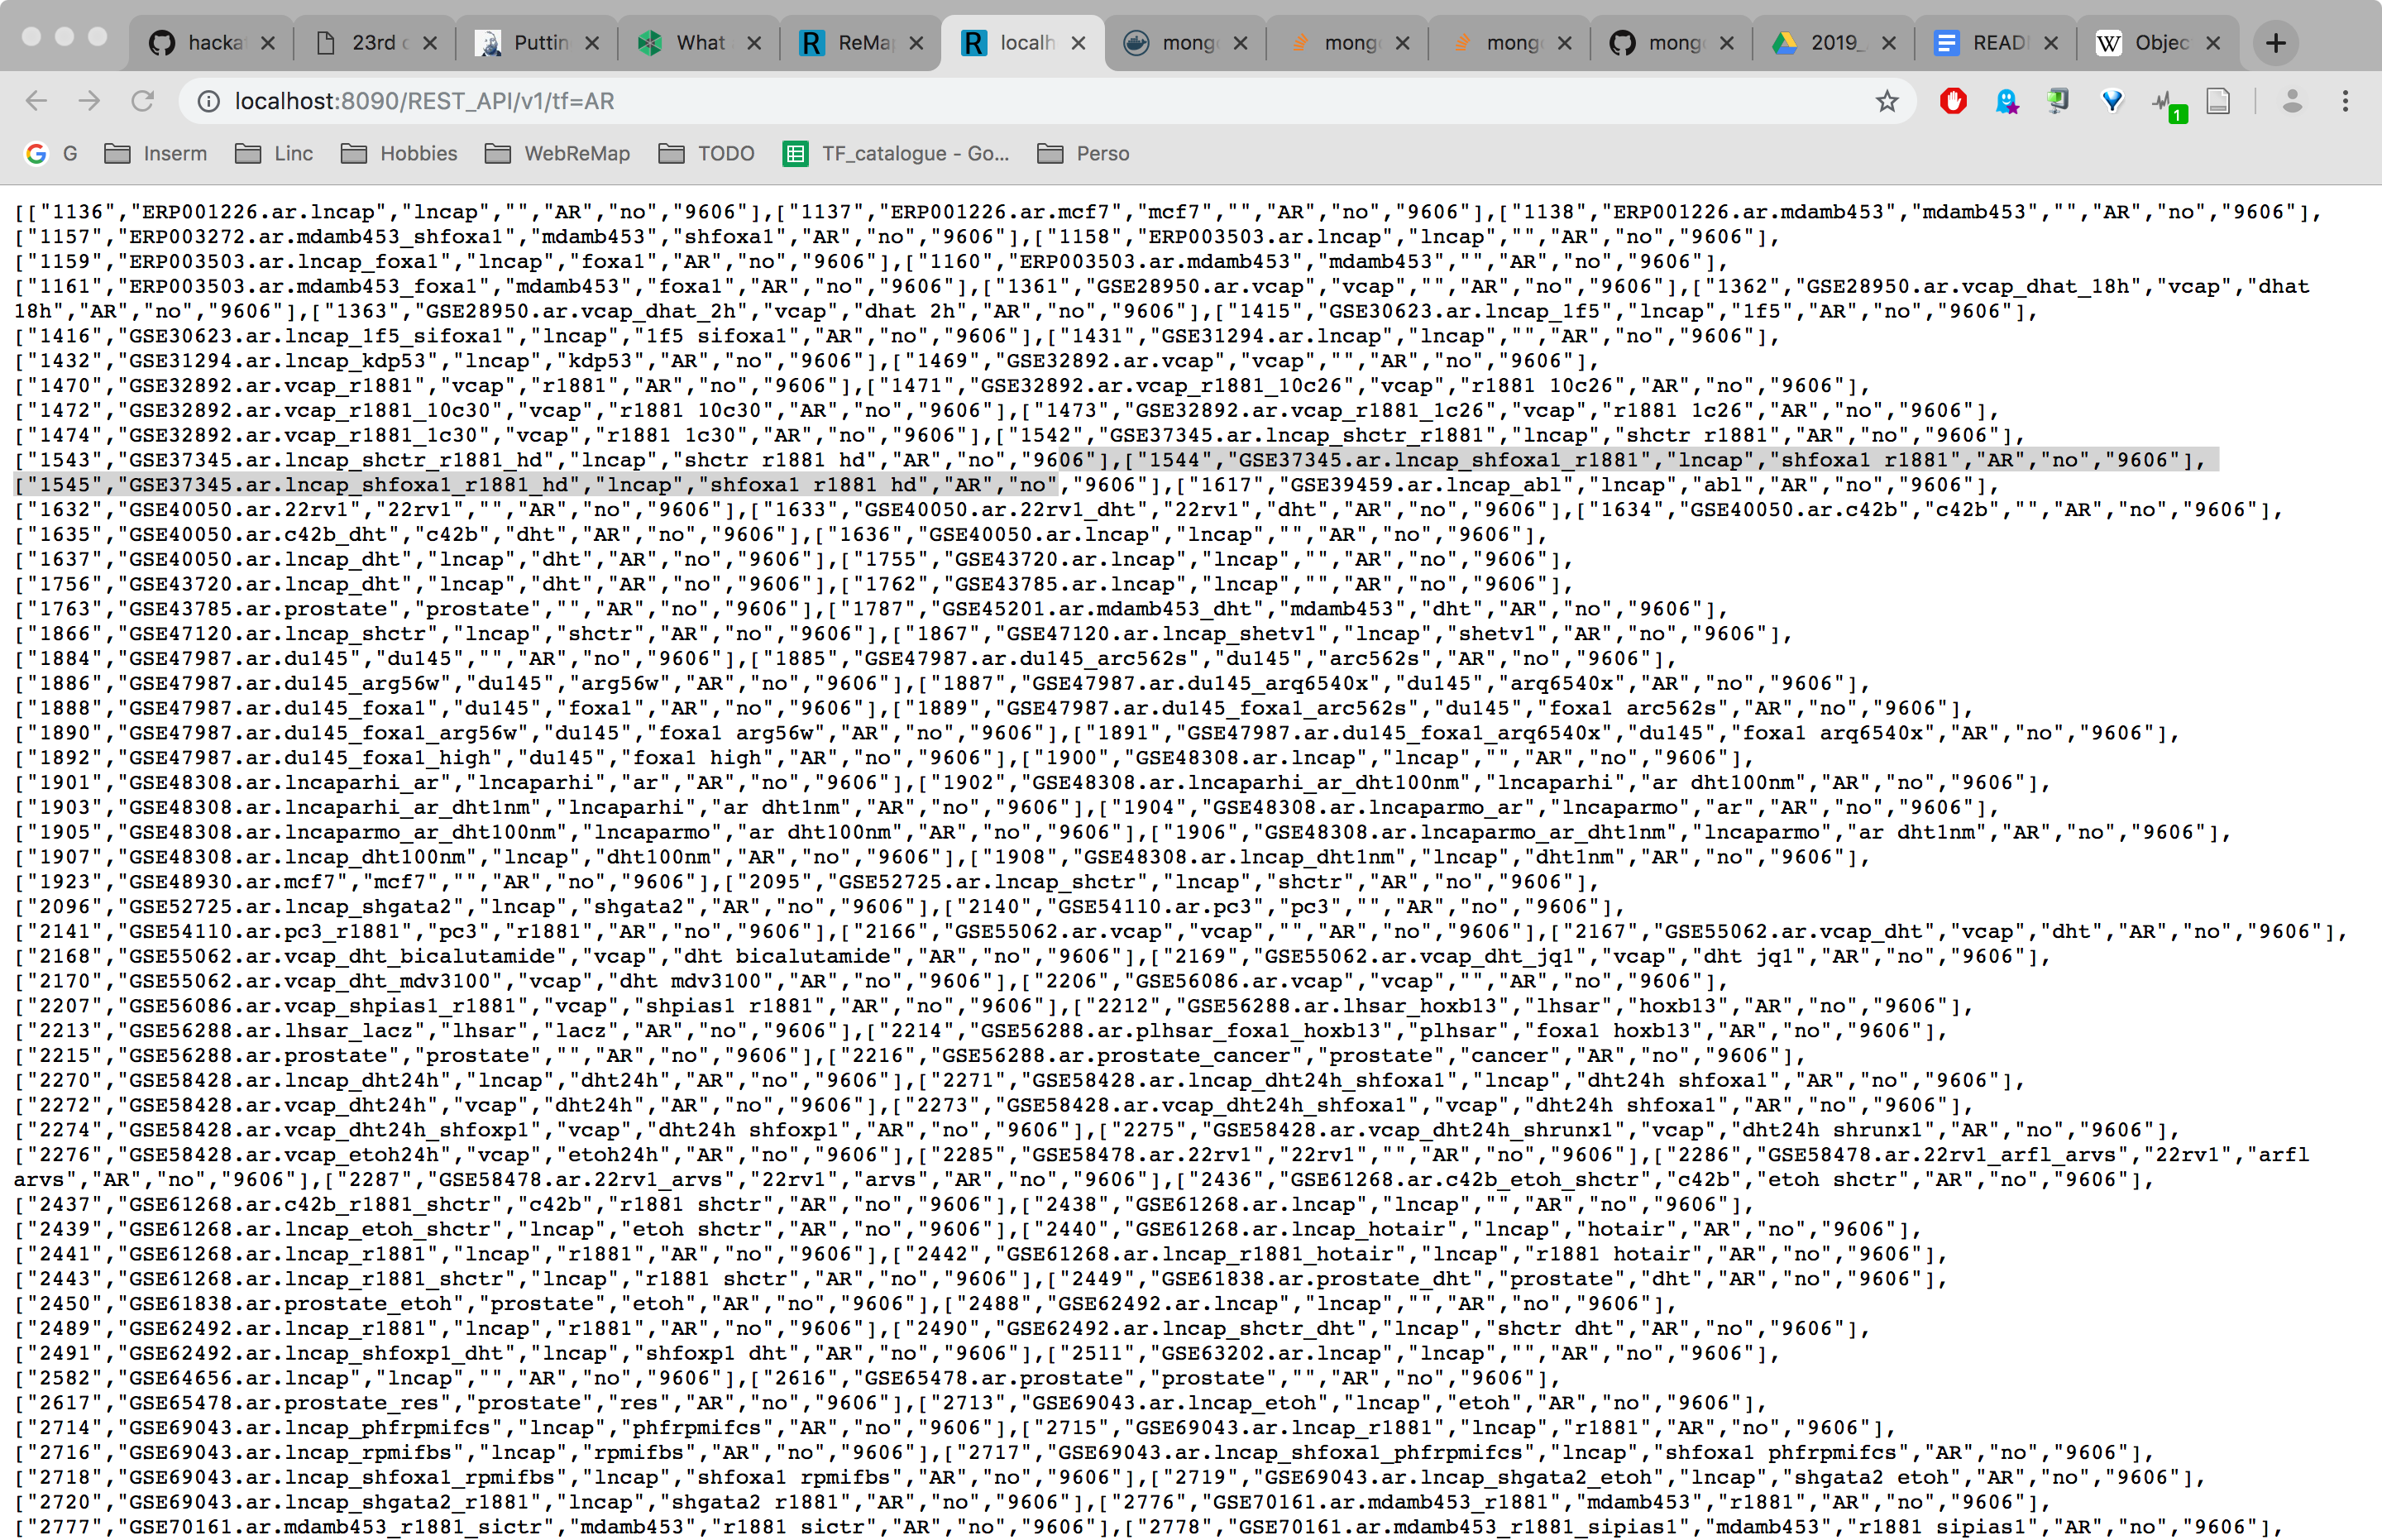 hacka
23rd c
Puttin
What
ReMa
localh
mong
mong
mong
mong
2019_
READ
Objec
localhost:8090/REST_API/v1/tf=AR
1
G
Inserm
Linc
Hobbies
WebReMap
TODO
TF_catalogue - Go...
Perso
[["1136","ERP001226.ar.lncap","lncap","","AR","no","9606"],["1137","ERP001226.ar.mcf7","mcf7","","AR","no","9606"],["1138","ERP001226.ar.mdamb453","mdamb453","","AR","no","9606"],
["1157","ERP003272.ar.mdamb453_shfoxa1","mdamb453","shfoxa1","AR","no","9606"],["1158","ERP003503.ar.lncap","lncap","","AR","no","9606"],
["1159","ERP003503.ar.lncap_foxa1","lncap","foxa1","AR","no","9606"],["1160","ERP003503.ar.mdamb453","mdamb453","","AR","no","9606"],
["1161","ERP003503.ar.mdamb453_foxa1","mdamb453","foxa1","AR","no","9606"],["1361","GSE28950.ar.vcap","vcap","","AR","no","9606"],["1362","GSE28950.ar.vcap_dhat_18h","vcap","dhat
18h","AR","no","9606"],["1363","GSE28950.ar.vcap_dhat_2h","vcap","dhat 2h","AR","no","9606"],["1415","GSE30623.ar.lncap_1f5","lncap","1f5","AR","no","9606"],
["1416","GSE30623.ar.lncap_1f5_sifoxa1","lncap","1f5 sifoxa1","AR","no","9606"],["1431","GSE31294.ar.lncap","lncap","","AR","no","9606"],
["1432","GSE31294.ar.lncap_kdp53","lncap","kdp53","AR","no","9606"],["1469","GSE32892.ar.vcap","vcap","","AR","no","9606"],
["1470","GSE32892.ar.vcap_r1881","vcap","r1881","AR","no","9606"],["1471","GSE32892.ar.vcap_r1881_10c26","vcap","r1881 10c26","AR","no","9606"],
["1472","GSE32892.ar.vcap_r1881_10c30","vcap","r1881 10c30","AR","no","9606"],["1473","GSE32892.ar.vcap_r1881_1c26","vcap","r1881 1c26","AR","no","9606"],
["1474","GSE32892.ar.vcap_r1881_1c30","vcap","r1881 1c30","AR","no","9606"],["1542","GSE37345.ar.lncap_shctr_r1881","lncap","shctr r1881","AR","no","9606"],
["1543","GSE37345.ar.lncap_shctr_r1881_hd","lncap","shctr r1881 hd","AR","no","9606"],["1544","GSE37345.ar.lncap_shfoxa1_r1881","lncap","shfoxa1 r1881","AR","no","9606"],
["1545","GSE37345.ar.lncap_shfoxa1_r1881_hd","lncap","shfoxa1 r1881 hd","AR","no","9606"],["1617","GSE39459.ar.lncap_abl","lncap","abl","AR","no","9606"],
["1632","GSE40050.ar.22rv1","22rv1","","AR","no","9606"],["1633","GSE40050.ar.22rv1_dht","22rv1","dht","AR","no","9606"],["1634","GSE40050.ar.c42b","c42b","","AR","no","9606"],
["1635","GSE40050.ar.c42b_dht","c42b","dht","AR","no","9606"],["1636","GSE40050.ar.lncap","lncap","","AR","no","9606"],
["1637","GSE40050.ar.lncap_dht","lncap","dht","AR","no","9606"],["1755","GSE43720.ar.lncap","lncap","","AR","no","9606"],
["1756","GSE43720.ar.lncap_dht","lncap","dht","AR","no","9606"],["1762","GSE43785.ar.lncap","lncap","","AR","no","9606"],
["1763","GSE43785.ar.prostate","prostate","","AR","no","9606"],["1787","GSE45201.ar.mdamb453_dht","mdamb453","dht","AR","no","9606"],
["1866","GSE47120.ar.lncap_shctr","lncap","shctr","AR","no","9606"],["1867","GSE47120.ar.lncap_shetv1","lncap","shetv1","AR","no","9606"],
["1884","GSE47987.ar.du145","du145","","AR","no","9606"],["1885","GSE47987.ar.du145_arc562s","du145","arc562s","AR","no","9606"],
["1886","GSE47987.ar.du145_arg56w","du145","arg56w","AR","no","9606"],["1887","GSE47987.ar.du145_arq6540x","du145","arq6540x","AR","no","9606"],
["1888","GSE47987.ar.du145_foxa1","du145","foxa1","AR","no","9606"],["1889","GSE47987.ar.du145_foxa1_arc562s","du145","foxa1 arc562s","AR","no","9606"],
["1890","GSE47987.ar.du145_foxa1_arg56w","du145","foxa1 arg56w","AR","no","9606"],["1891","GSE47987.ar.du145_foxa1_arq6540x","du145","foxa1 arq6540x","AR","no","9606"],
["1892","GSE47987.ar.du145_foxa1_high","du145","foxa1 high","AR","no","9606"],["1900","GSE48308.ar.lncap","lncap","","AR","no","9606"],
["1901","GSE48308.ar.lncaparhi_ar","lncaparhi","ar","AR","no","9606"],["1902","GSE48308.ar.lncaparhi_ar_dht100nm","lncaparhi","ar dht100nm","AR","no","9606"],
["1903","GSE48308.ar.lncaparhi_ar_dht1nm","lncaparhi","ar dht1nm","AR","no","9606"],["1904","GSE48308.ar.lncaparmo_ar","lncaparmo","ar","AR","no","9606"],
["1905","GSE48308.ar.lncaparmo_ar_dht100nm","lncaparmo","ar dht100nm","AR","no","9606"],["1906","GSE48308.ar.lncaparmo_ar_dht1nm","lncaparmo","ar dht1nm","AR","no","9606"],
["1907","GSE48308.ar.lncap_dht100nm","lncap","dht100nm","AR","no","9606"],["1908","GSE48308.ar.lncap_dht1nm","lncap","dht1nm","AR","no","9606"],
["1923","GSE48930.ar.mcf7","mcf7","","AR","no","9606"],["2095","GSE52725.ar.lncap_shctr","lncap","shctr","AR","no","9606"],
["2096","GSE52725.ar.lncap_shgata2","lncap","shgata2","AR","no","9606"],["2140","GSE54110.ar.pc3","pc3","","AR","no","9606"],
["2141","GSE54110.ar.pc3_r1881","pc3","r1881","AR","no","9606"],["2166","GSE55062.ar.vcap","vcap","","AR","no","9606"],["2167","GSE55062.ar.vcap_dht","vcap","dht","AR","no","9606"],
["2168","GSE55062.ar.vcap_dht_bicalutamide","vcap","dht bicalutamide","AR","no","9606"],["2169","GSE55062.ar.vcap_dht_jq1","vcap","dht jq1","AR","no","9606"],
["2170","GSE55062.ar.vcap_dht_mdv3100","vcap","dht mdv3100","AR","no","9606"],["2206","GSE56086.ar.vcap","vcap","","AR","no","9606"],
["2207","GSE56086.ar.vcap_shpias1_r1881","vcap","shpias1 r1881","AR","no","9606"],["2212","GSE56288.ar.lhsar_hoxb13","lhsar","hoxb13","AR","no","9606"],
["2213","GSE56288.ar.lhsar_lacz","lhsar","lacz","AR","no","9606"],["2214","GSE56288.ar.plhsar_foxa1_hoxb13","plhsar","foxa1 hoxb13","AR","no","9606"],
["2215","GSE56288.ar.prostate","prostate","","AR","no","9606"],["2216","GSE56288.ar.prostate_cancer","prostate","cancer","AR","no","9606"],
["2270","GSE58428.ar.lncap_dht24h","lncap","dht24h","AR","no","9606"],["2271","GSE58428.ar.lncap_dht24h_shfoxa1","lncap","dht24h shfoxa1","AR","no","9606"],
["2272","GSE58428.ar.vcap_dht24h","vcap","dht24h","AR","no","9606"],["2273","GSE58428.ar.vcap_dht24h_shfoxa1","vcap","dht24h shfoxa1","AR","no","9606"],
["2274","GSE58428.ar.vcap_dht24h_shfoxp1","vcap","dht24h shfoxp1","AR","no","9606"],["2275","GSE58428.ar.vcap_dht24h_shrunx1","vcap","dht24h shrunx1","AR","no","9606"],
["2276","GSE58428.ar.vcap_etoh24h","vcap","etoh24h","AR","no","9606"],["2285","GSE58478.ar.22rv1","22rv1","","AR","no","9606"],["2286","GSE58478.ar.22rv1_arfl_arvs","22rv1","arfl
arvs","AR","no","9606"],["2287","GSE58478.ar.22rv1_arvs","22rv1","arvs","AR","no","9606"],["2436","GSE61268.ar.c42b_etoh_shctr","c42b","etoh shctr","AR","no","9606"],
["2437","GSE61268.ar.c42b_r1881_shctr","c42b","r1881 shctr","AR","no","9606"],["2438","GSE61268.ar.lncap","lncap","","AR","no","9606"],
["2439","GSE61268.ar.lncap_etoh_shctr","lncap","etoh shctr","AR","no","9606"],["2440","GSE61268.ar.lncap_hotair","lncap","hotair","AR","no","9606"],
["2441","GSE61268.ar.lncap_r1881","lncap","r1881","AR","no","9606"],["2442","GSE61268.ar.lncap_r1881_hotair","lncap","r1881 hotair","AR","no","9606"],
["2443","GSE61268.ar.lncap_r1881_shctr","lncap","r1881 shctr","AR","no","9606"],["2449","GSE61838.ar.prostate_dht","prostate","dht","AR","no","9606"],
["2450","GSE61838.ar.prostate_etoh","prostate","etoh","AR","no","9606"],["2488","GSE62492.ar.lncap","lncap","","AR","no","9606"],
["2489","GSE62492.ar.lncap_r1881","lncap","r1881","AR","no","9606"],["2490","GSE62492.ar.lncap_shctr_dht","lncap","shctr dht","AR","no","9606"],
["2491","GSE62492.ar.lncap_shfoxp1_dht","lncap","shfoxp1 dht","AR","no","9606"],["2511","GSE63202.ar.lncap","lncap","","AR","no","9606"],
["2582","GSE64656.ar.lncap","lncap","","AR","no","9606"],["2616","GSE65478.ar.prostate","prostate","","AR","no","9606"],
["2617","GSE65478.ar.prostate_res","prostate","res","AR","no","9606"],["2713","GSE69043.ar.lncap_etoh","lncap","etoh","AR","no","9606"],
["2714","GSE69043.ar.lncap_phfrpmifcs","lncap","phfrpmifcs","AR","no","9606"],["2715","GSE69043.ar.lncap_r1881","lncap","r1881","AR","no","9606"],
["2716","GSE69043.ar.lncap_rpmifbs","lncap","rpmifbs","AR","no","9606"],["2717","GSE69043.ar.lncap_shfoxa1_phfrpmifcs","lncap","shfoxa1 phfrpmifcs","AR","no","9606"],
["2718","GSE69043.ar.lncap_shfoxa1_rpmifbs","lncap","shfoxa1 rpmifbs","AR","no","9606"],["2719","GSE69043.ar.lncap_shgata2_etoh","lncap","shgata2 etoh","AR","no","9606"],
["2720","GSE69043.ar.lncap_shgata2_r1881","lncap","shgata2 r1881","AR","no","9606"],["2776","GSE70161.ar.mdamb453_r1881","mdamb453","r1881","AR","no","9606"],
["2777","GSE70161.ar.mdamb453_r1881_sictr","mdamb453","r1881 sictr","AR","no","9606"],["2778","GSE70161.ar.mdamb453_r1881_sipias1","mdamb453","r1881 sipias1","AR","no","9606"],